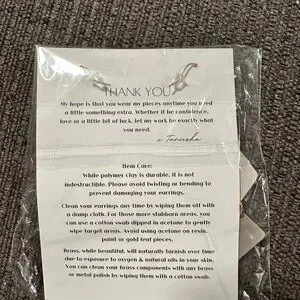 THANK YOU
My hope is that you wear my pieces anytime you need
a little something extra. Whether it be confidence,
love or a little bit of luck, let my work be exactly what
you need.
Taniesha
Item Care:
While polymer clay is durable, it is not
indestructible. Please avoid twisting or bending to
prevent damaging your earrings.
Clean your earrings any time by wiping them off with
a damp cloth. For those more stubborn areas, you can
use a cotton swab dipped in acetone to gently
wipe target areas. Avoid using acetone on resin,
paint or gold leaf pieces.
Brass, while beautiful, will naturally tarnish over time
due to exposure to oxygen & natural oils in your skin.
You can clean your brass components with any brass
or metal polish by wiping them with a cotton swab.